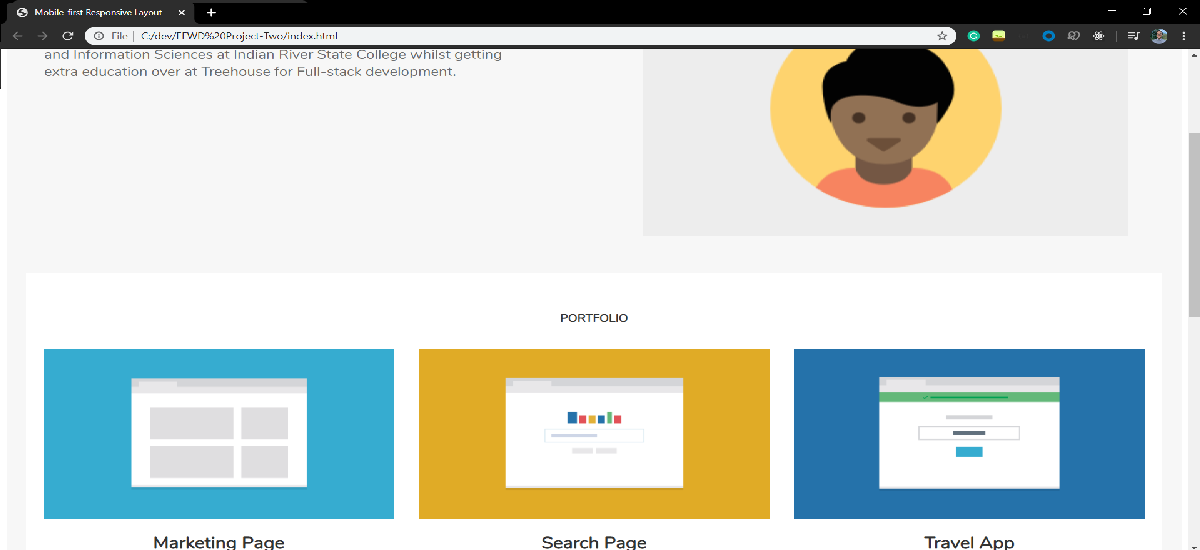 Mobile-first Responsive Layout
File
C:/dev/FEWD%20Project-Two/index.html
and Information Sciences at Indian River State College whilst getting
extra education over at Treehouse for Full-stack development.
PORTFOLIO
Marketing Page
Search Page
Travel App